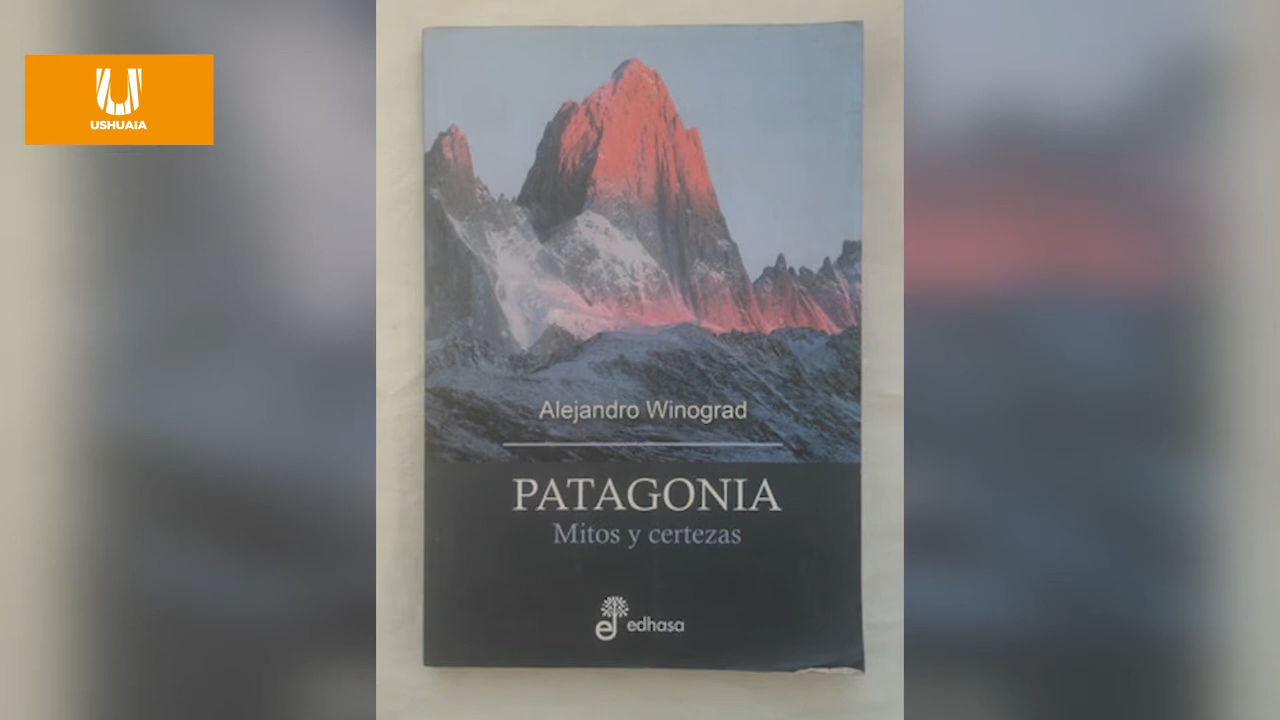 USHUAIA
Alejandro Winograd
PATAGONIA
Mitos y certezas
edhasa